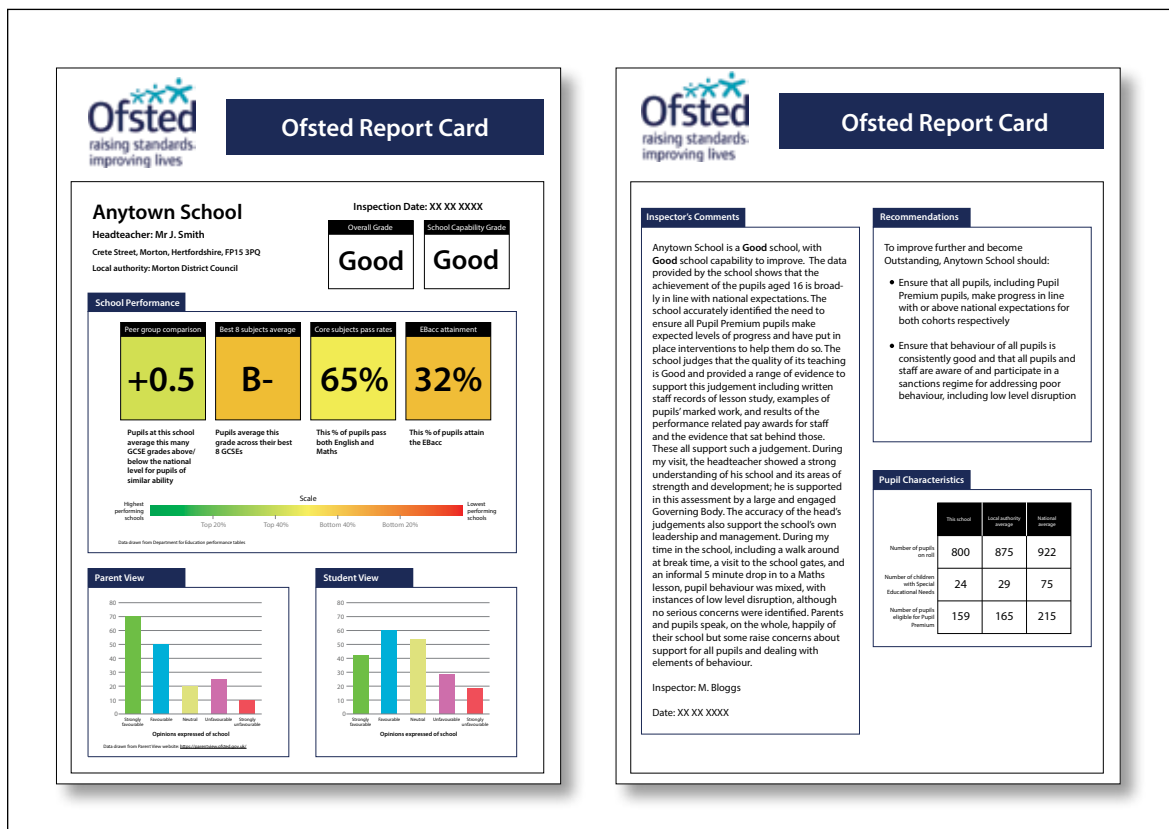 Ofsted
raising standards
improving lives
Ofsted Report Card
Anytown School
Headteacher: Mr J. Smith
Crete Street, Morton, Hertfordshire, FP15 3PQ
Local authority: Morton District Council
Inspection Date: XX XX XXXX
Overall Grade
Good
School Capability Grade
Good
School Performance
Peer group comparison
+0.5
Pupils at this school
average this many
GCSE grades above/
below the national
level for pupils of
similar ability
Best 8 subjects average
B-
Pupils average this
grade across their best
8 GCSEs
Core subjects pass rates
65%
This % of pupils pass
both English and
Maths
EBacc attainment
32%
This % of pupils attain
the EBacc
Scale
Highest
performing
schools
Top 20%
Top 40%
Bottom 40%
Bottom 20%
Lowest
performing
schools
Data drawn from Department for Education performance tables
Parent View
80
70
60
50
40
30
20
10
0
Strongly
favourable
Favourable
Neutral
Unfavourable
Strongly
unfavourable
Opinions expressed of school
Data drawn from Parent View website: https://parentview.ofsted.gov.uk/
Student View
80
70
60
50
40
30
20
10
0
Strongly
favourable
Favourable
Neutral
Unfavourable
Strongly
unfavourable
Opinions expressed of school
Ofsted
raising standards
improving lives
Ofsted Report Card
Inspector's Comments
Anytown School is a Good school, with
Good school capability to improve. The data
provided by the school shows that the
achievement of the pupils aged 16 is broad-
ly in line with national expectations. The
school accurately identified the need to
ensure all Pupil Premium pupils make
expected levels of progress and have put in
place interventions to help them do so. The
school judges that the quality of its teaching
is Good and provided a range of evidence to
support this judgement including written
staff records of lesson study, examples of
pupils' marked work, and results of the
performance related pay awards for staff
and the evidence that sat behind those.
These all support such a judgement. During
my visit, the headteacher showed a strong
understanding of his school and its areas of
strength and development; he is supported
in this assessment by a large and engaged
Governing Body. The accuracy of the head's
judgements also support the school's own
leadership and management. During my
time in the school, including a walk around
at break time, a visit to the school gates, and
an informal 5 minute drop in to a Maths
lesson, pupil behaviour was mixed, with
instances of low level disruption, although
no serious concerns were identified. Parents
and pupils speak, on the whole, happily of
their school but some raise concerns about
support for all pupils and dealing with
elements of behaviour.
Inspector: M. Bloggs
Date: XX XX XXXX
Recommendations
To improve further and become
Outstanding, Anytown School should:
• Ensure that all pupils, including Pupil
Premium pupils, make progress in line
with or above national expectations for
both cohorts respectively
• Ensure that behaviour of all pupils is
consistently good and that all pupils and
staff are aware of and participate in a
sanctions regime for addressing poor
behaviour, including low level disruption
Pupil Characteristics
This school
Local authority
average
National
average
Number of pupils
on roll
800 875 922
Number of children
with Special
Educational Needs
24 29 75
Number of pupils
eligible for Pupil
Premium
159 165 215